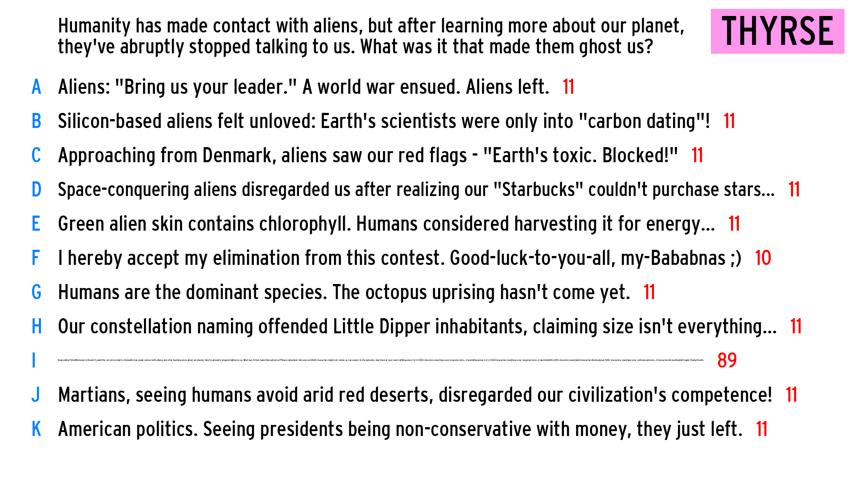 Humanity has made contact with aliens, but after learning more about our planet,
they've abruptly stopped talking to us. What was it that made them ghost us?
THYRSE
A Aliens: "Bring us your leader." A world war ensued. Aliens left. 11
B Silicon-based aliens felt unloved: Earth's scientists were only into "carbon dating"! 11
C Approaching from Denmark, aliens saw our red flags - "Earth's toxic. Blocked!" 11
D Space-conquering aliens disregarded us after realizing our "Starbucks" couldn't purchase stars... 11
E Green alien skin contains chlorophyll. Humans considered harvesting it for energy... 11
F I hereby accept my elimination from this contest. Good-luck-to-you-all, my-Bababnas ;) 10
G Humans are the dominant species. The octopus uprising hasn't come yet. 11
H Our constellation naming offended Little Dipper inhabitants, claiming size isn't everything... 11
I 89
J Martians, seeing humans avoid arid red deserts, disregarded our civilization's competence! 11
K American politics. Seeing presidents being non-conservative with money, they just left. 11